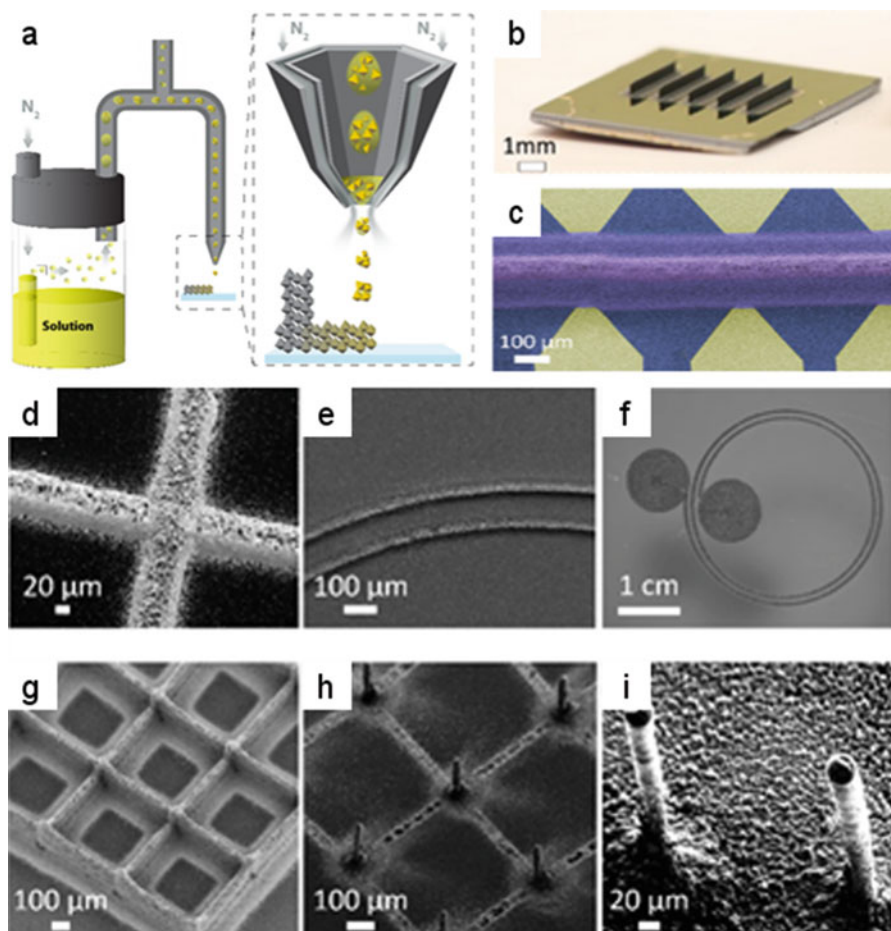 a
N₂
Solution
N₂
N₂
b
1mm
c
100 µm
d
20 µm
e
100 µm
f
1 cm
g
100 µm
h
100 µm
i
20 µm